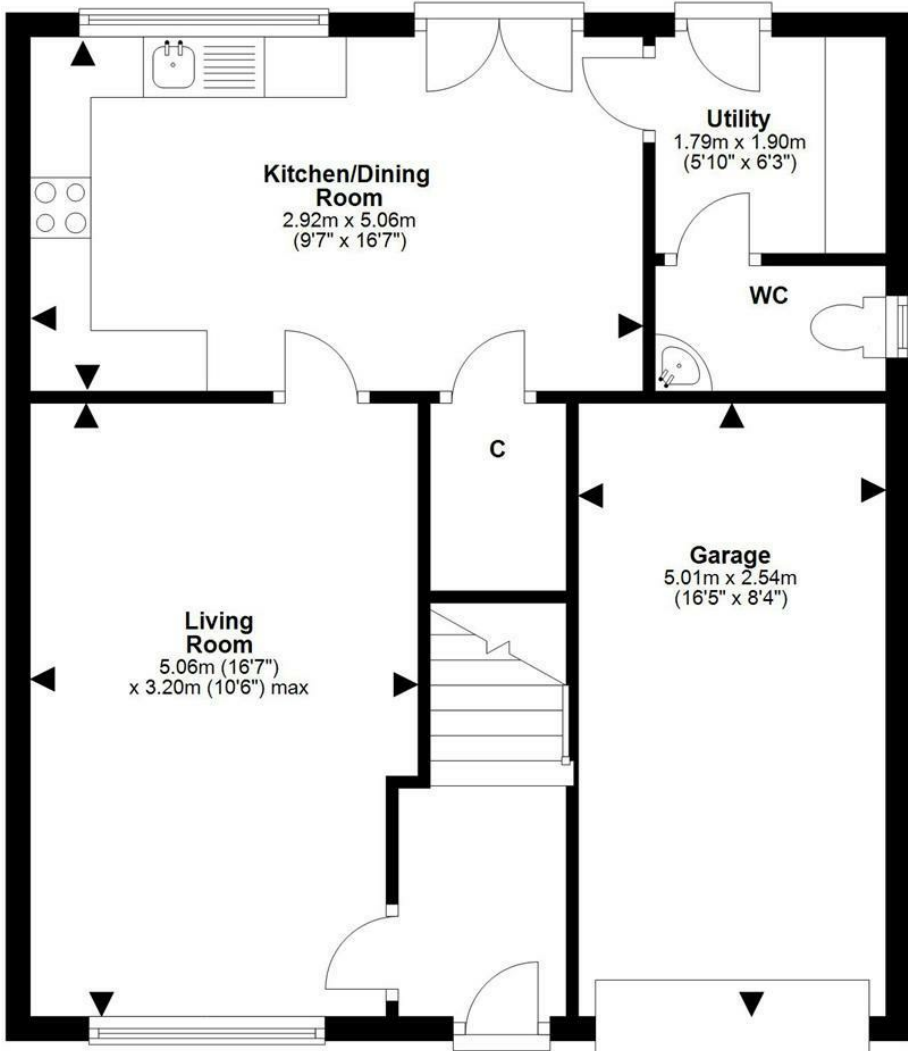 Utility
1.79m x 1.90m
(5'10" x 6'3")
Kitchen/Dining
Room
2.92m x 5.06m
(9'7" x 16'7")
WC
C
Garage
5.01m x 2.54m
(16'5" x 8'4")
Living
Room
5.06m (16'7")
x 3.20m (10'6") max